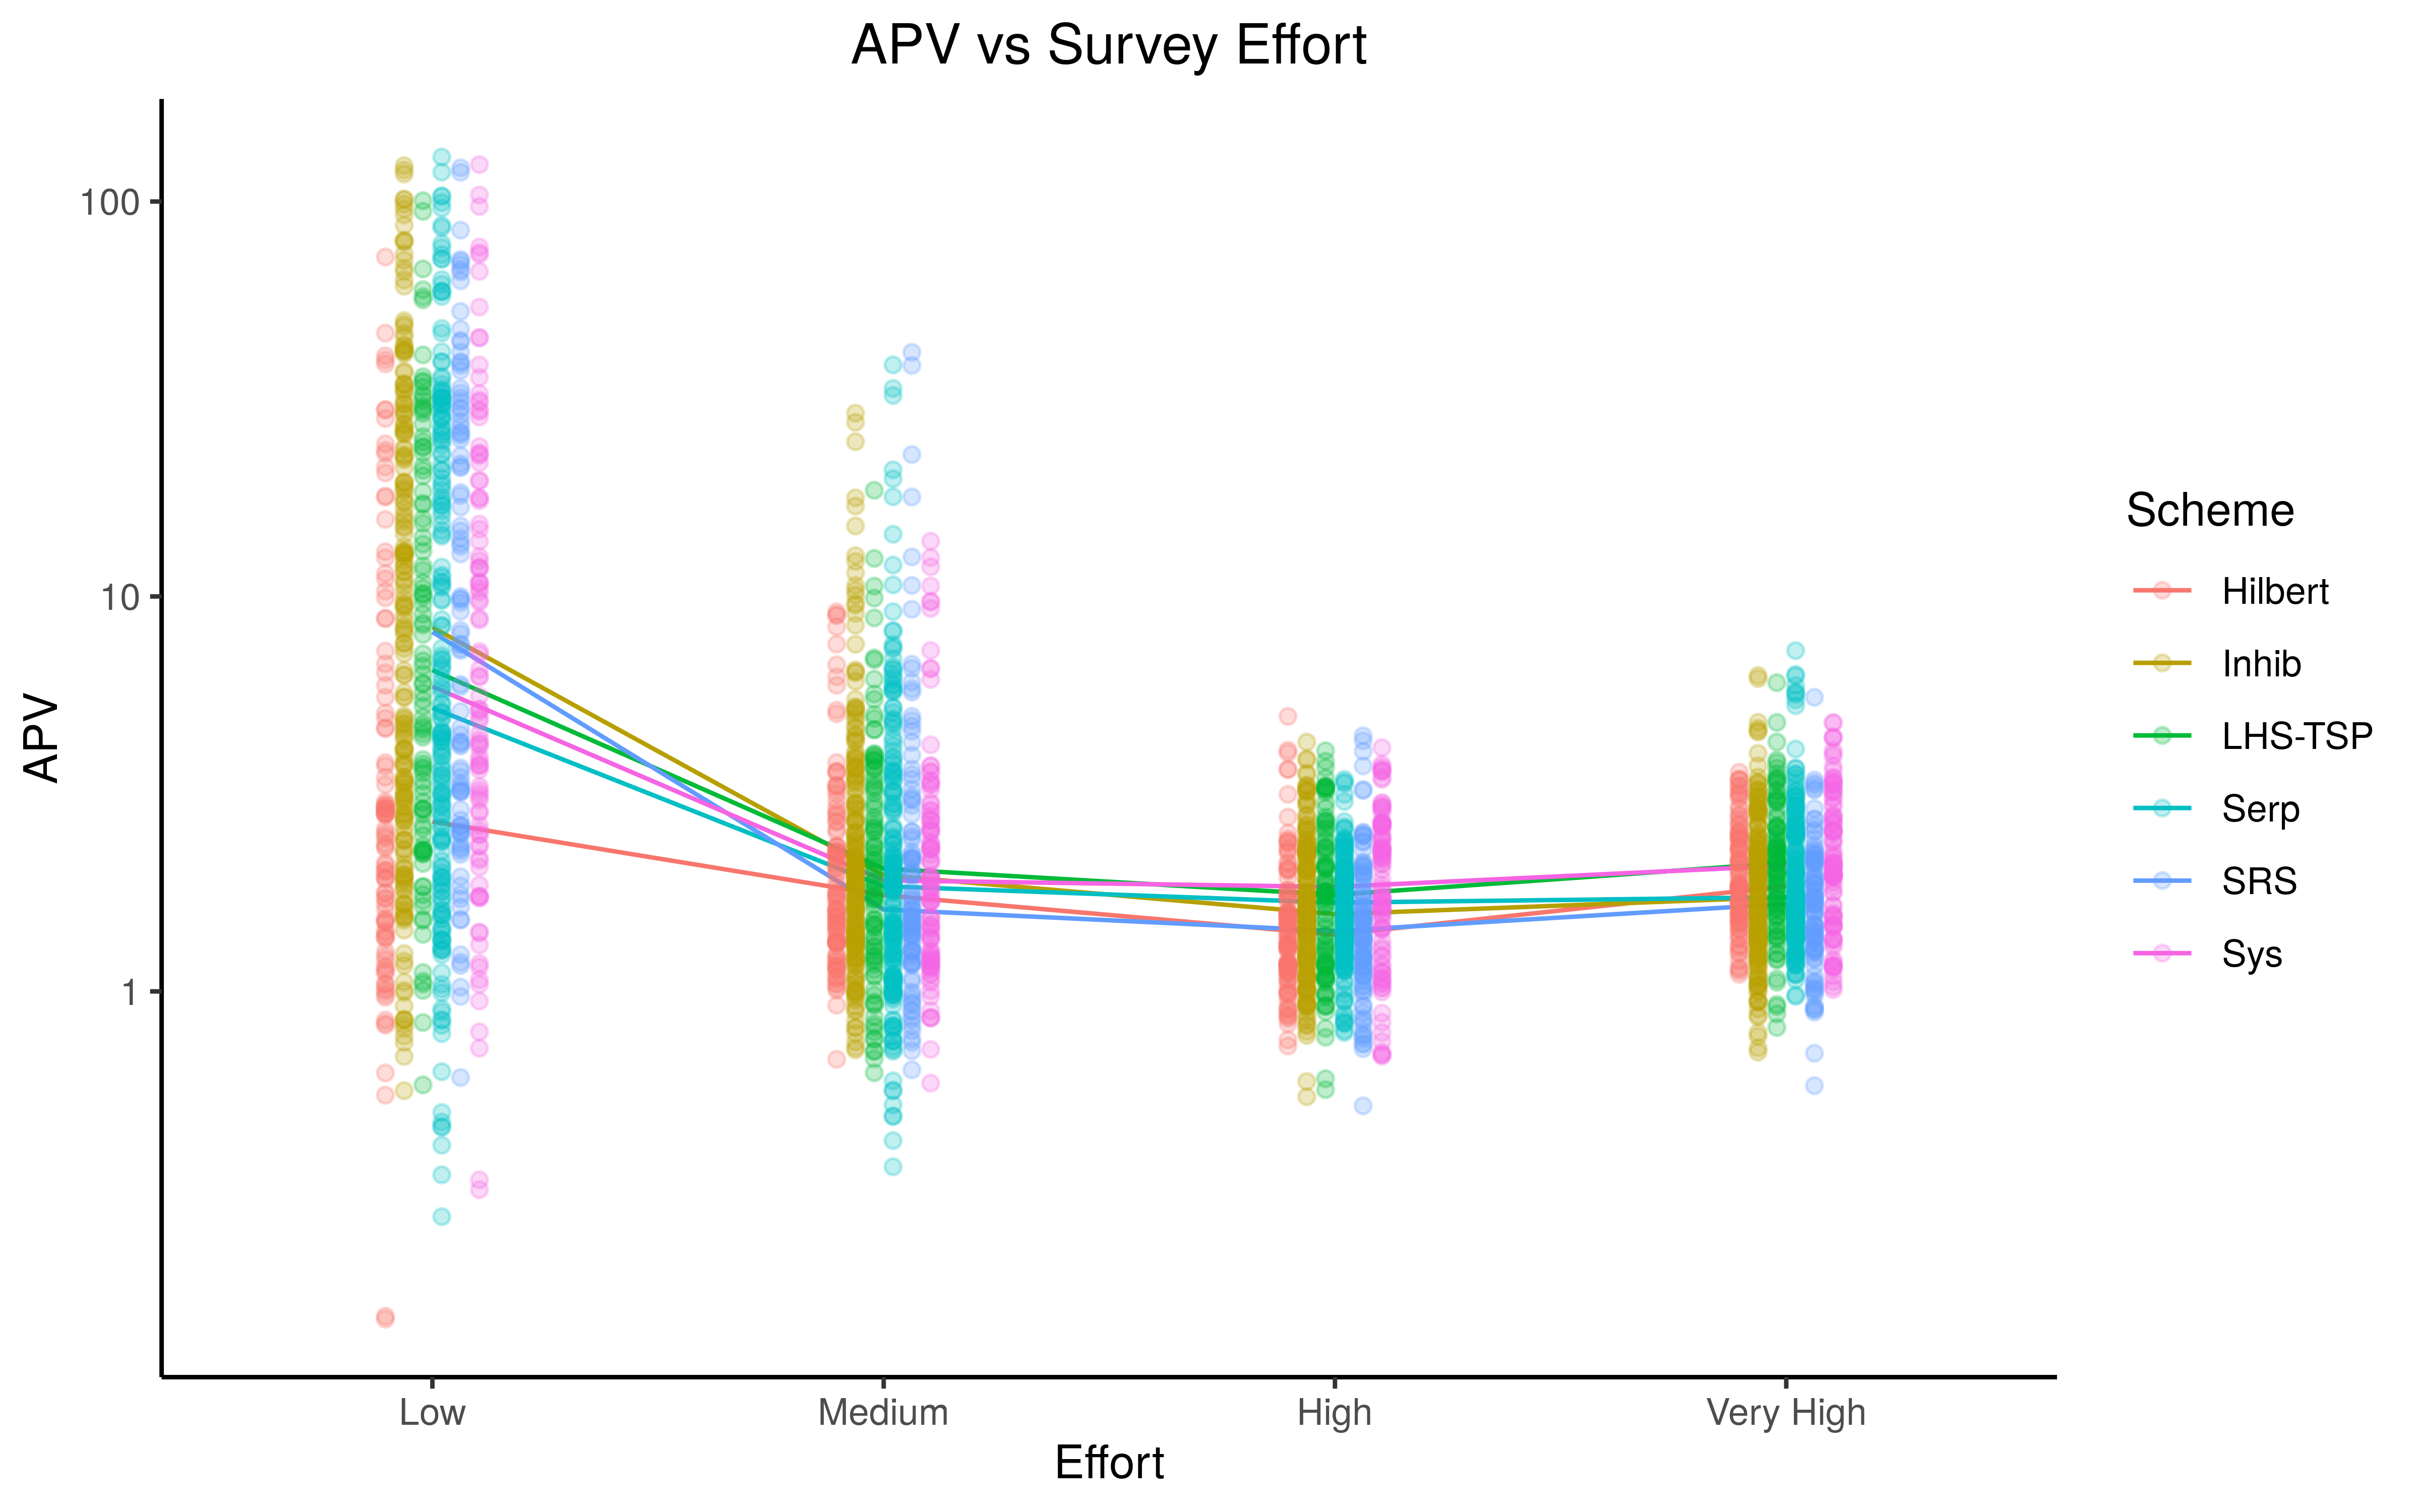 APV vs Survey Effort
100
10
1
APV
Low
Medium
High
Very High
Effort
Scheme
Hilbert
Inhib
LHS-TSP
Serp
SRS
Sys